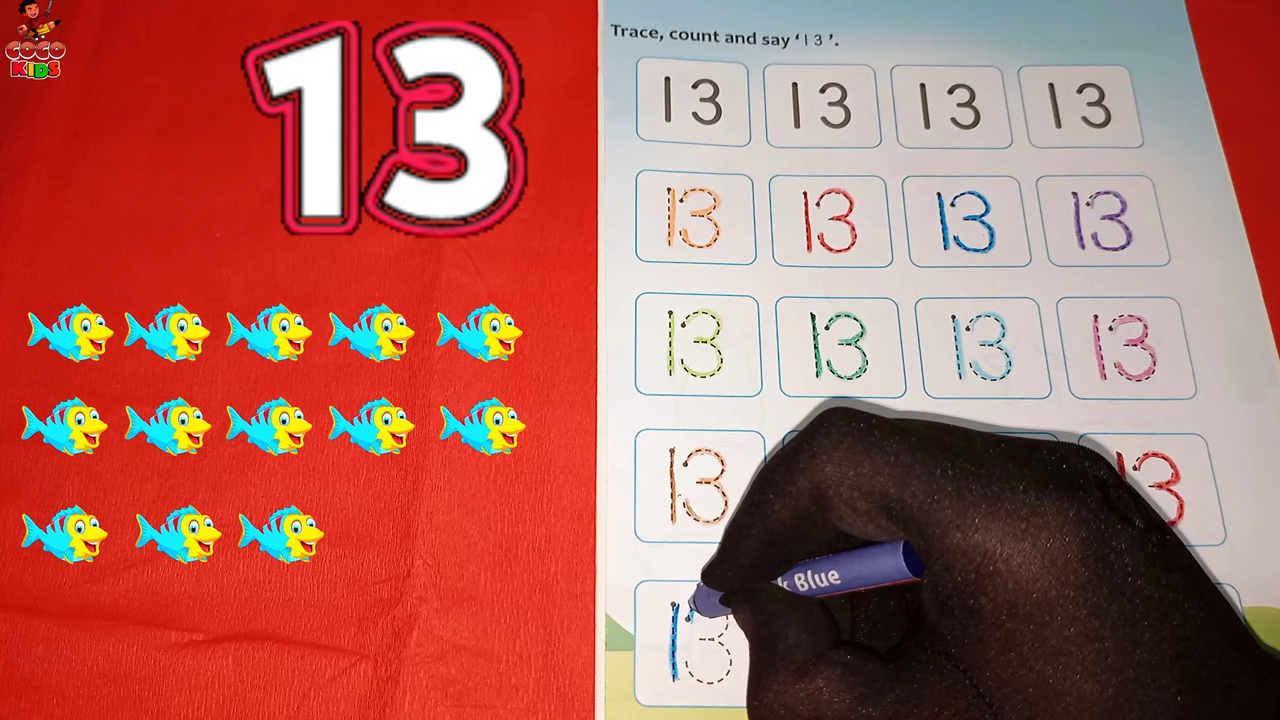 COCO
KIDS
13
Trace, count and say ‘13’.
13 13 13 13
13 13 13 13
13 13 13 13
13 13
13
Blue